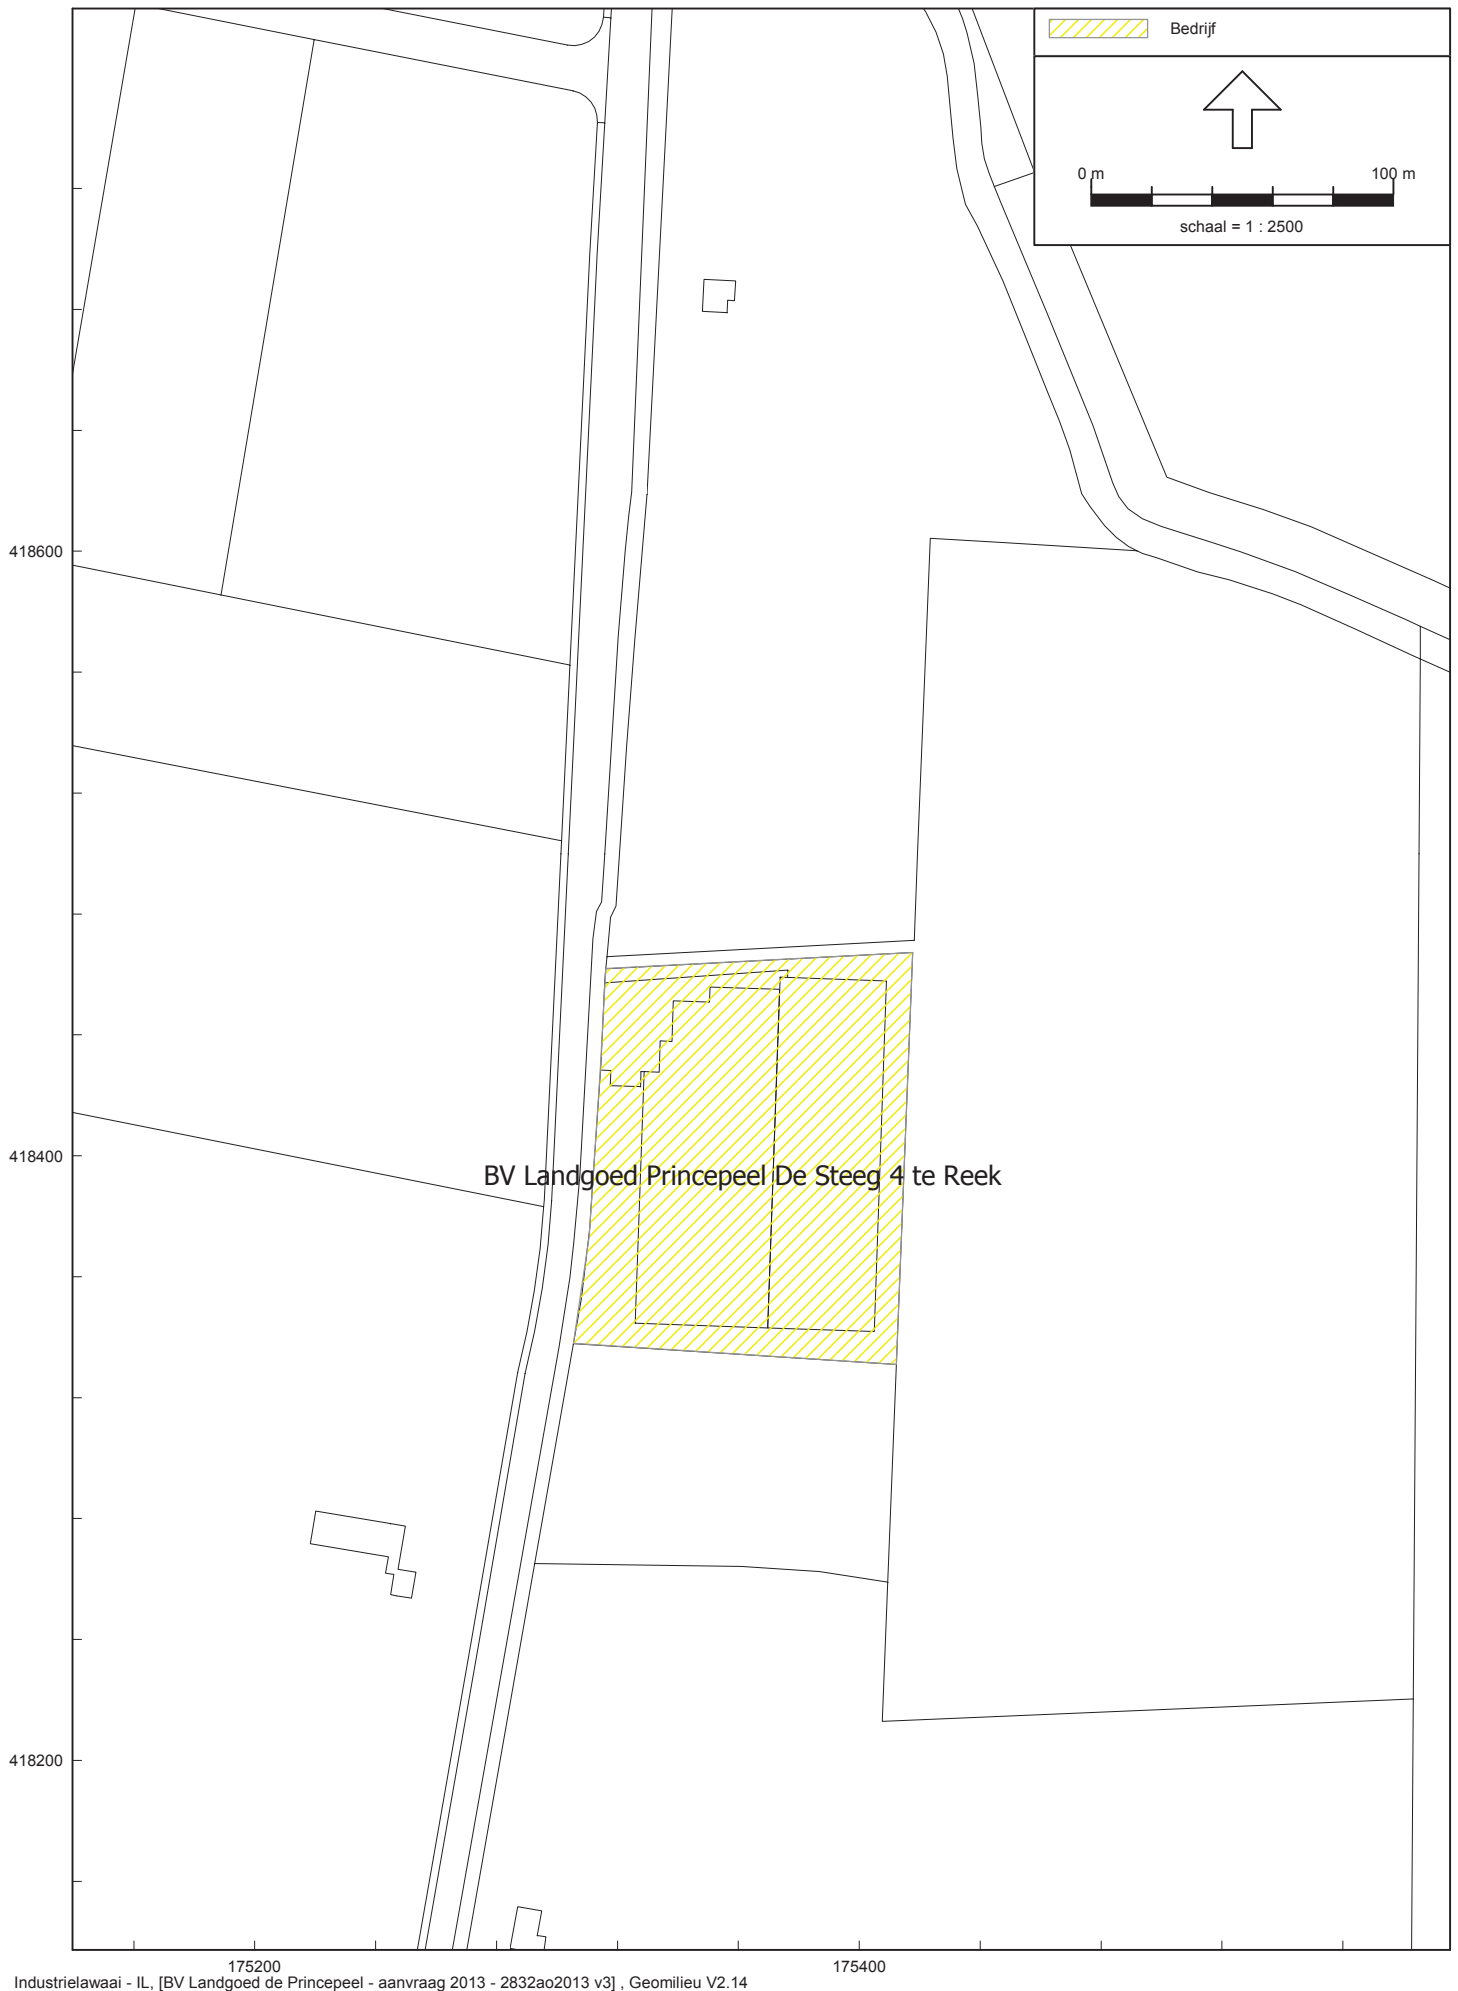 Bedrijf
0 m
100 m
schaal = 1 : 2500
418600
418400
BV Landgoed Princepeel De Steeg 4 te Reek
418200
175200
175400
Industrielawaai - IL, [BV Landgoed de Princepeel - aanvraag 2013 - 2832ao2013 v3] , Geomilieu V2.14